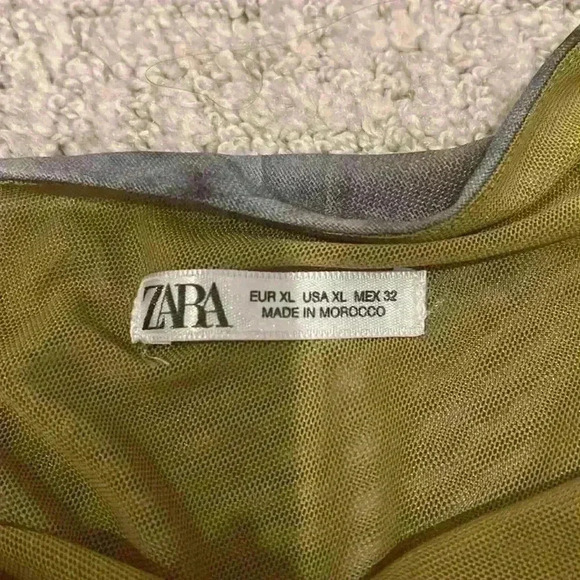 ZARA
EUR XL USA XL MEX 32
MADE IN MOROCCO